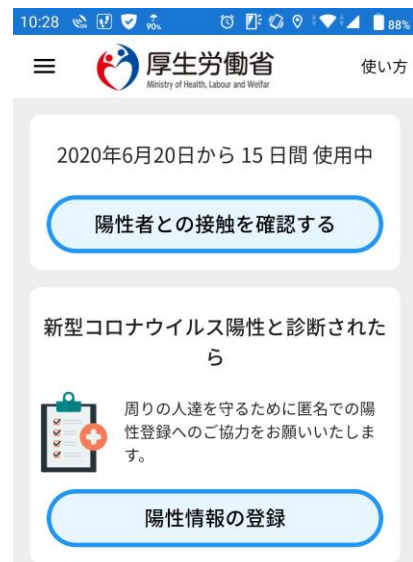 10:28 90% 88%
厚生労働省
Ministry of Health, Labour and Welfar
使い方
2020年6月20日から 15 日間 使用中
陽性者との接触を確認する
新型コロナウイルス陽性と診断された
ら
周りの人達を守るために匿名での陽
性登録へのご協力をお願いいたしま
す。
陽性情報の登録